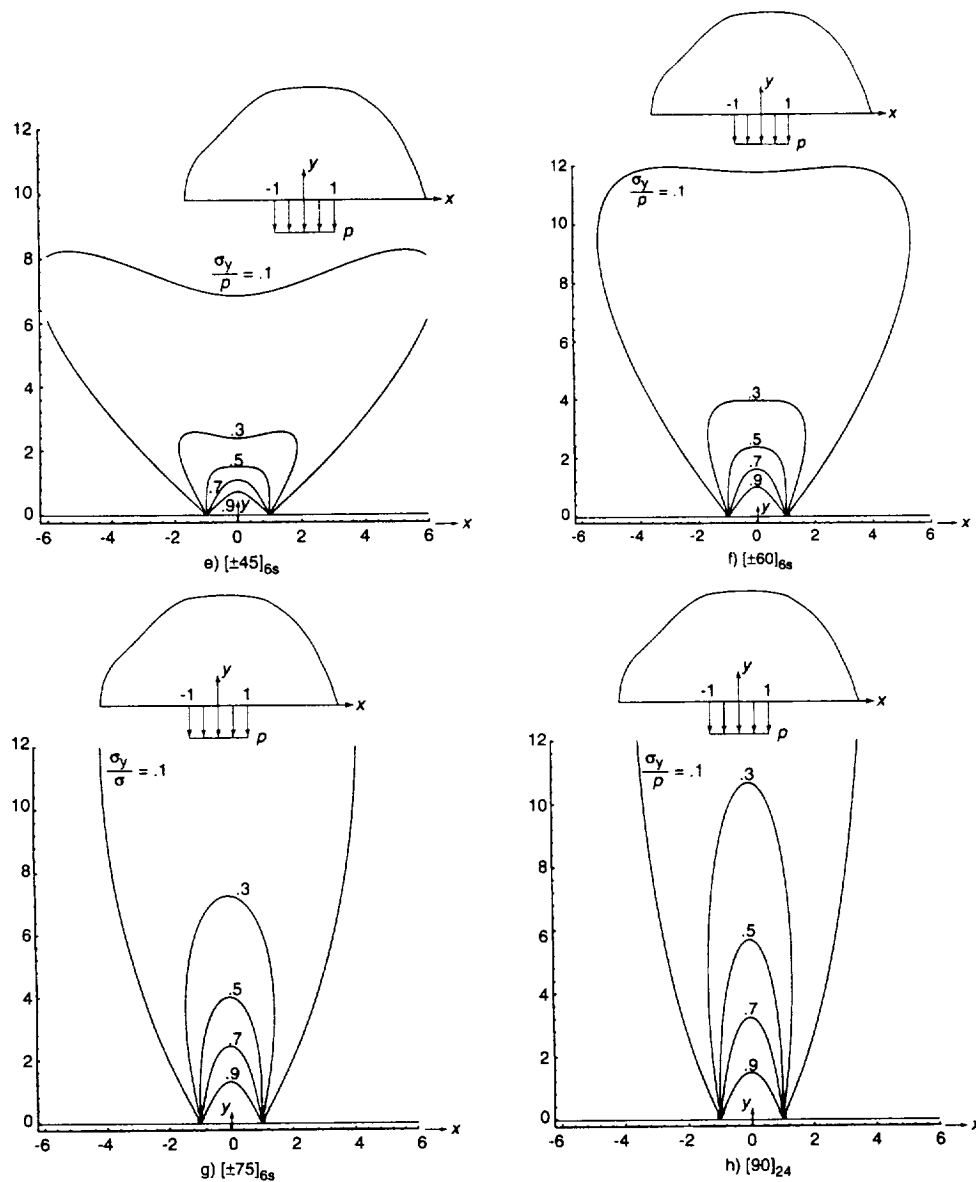 y
-1 1
x
p
12
10
8
6
4
2
0
σy/p = .1
.3
.5
.7
.9
y
-6 -4 -2 0 2 4 6
x
e) [±45]6s
y
-1 1
x
p
12
10
8
6
4
2
0
σy/p = .1
.3
.5
.7
.9
y
-6 -4 -2 0 2 4 6
x
f) [±60]6s
y
-1 1
x
p
12
10
8
6
4
2
0
σy/σ = .1
.3
.5
.7
.9
y
-6 -4 -2 0 2 4 6
x
g) [±75]6s
y
-1 1
x
p
12
10
8
6
4
2
0
σy/p = .1
.3
.5
.7
.9
y
-6 -4 -2 0 2 4 6
x
h) [90]24